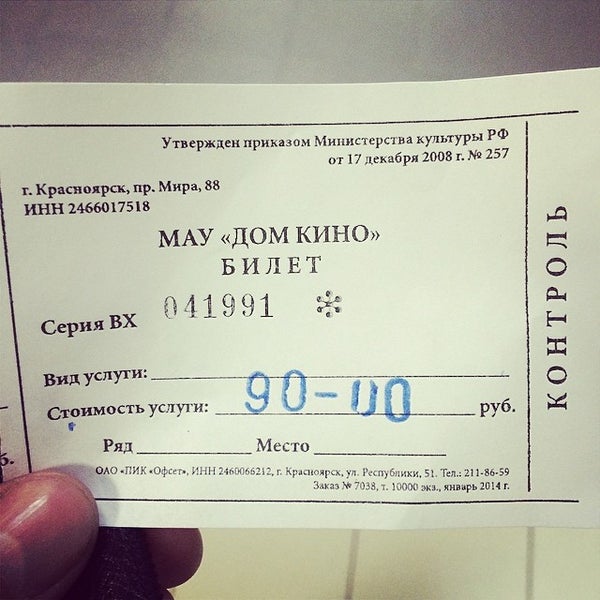 Утвержден приказом Министерства культуры РФ
от 17 декабря 2008 г. № 257
г. Красноярск, пр. Мира, 88
ИНН 2466017518
МАУ «ДОМ КИНО»
БИЛЕТ
Серия ВХ 041991 ✻
Вид услуги:
Стоимость услуги: 90-00 руб.
Ряд Место
ОАО «ПИК «Офсет», ИНН 2460066212, г. Красноярск, ул. Республики, 51. Тел.: 211-86-59
Заказ № 7038, т. 10000 экз., январь 2014 г.
КОНТРОЛЬ